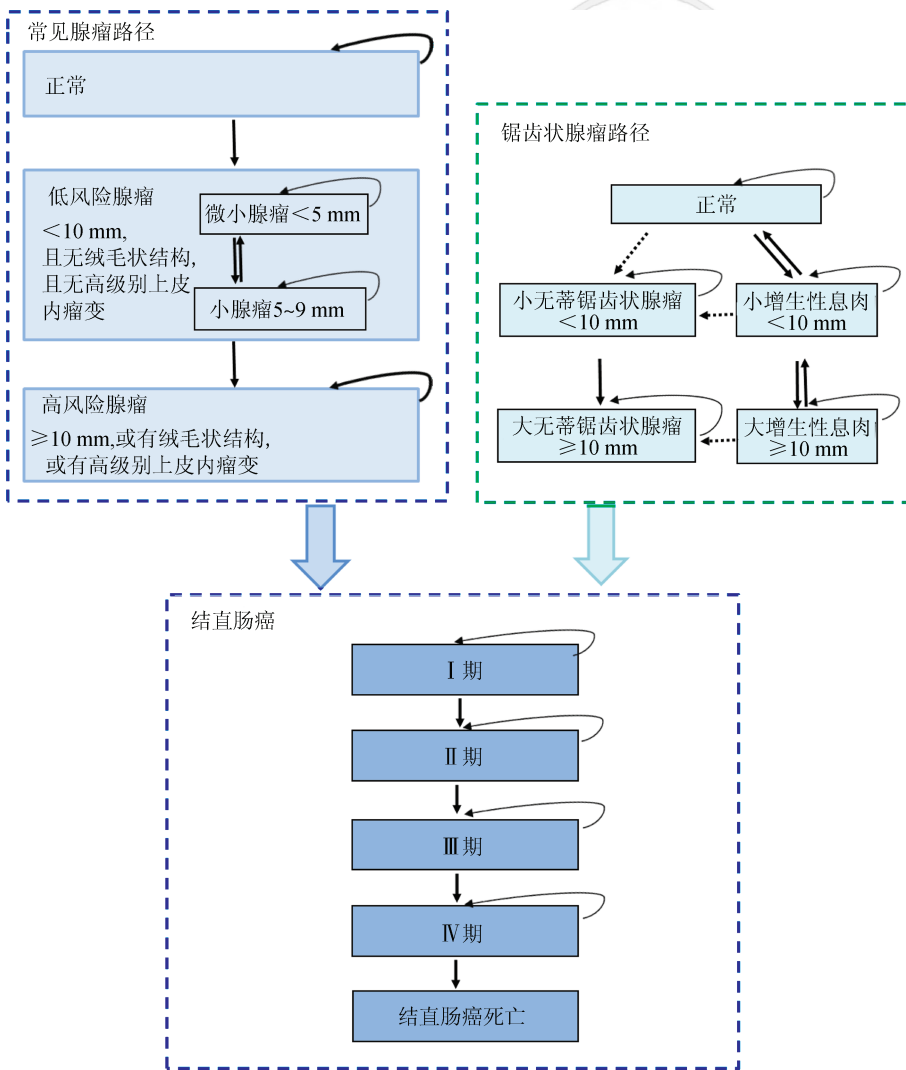 常见腺瘤路径
正常
低风险腺瘤
<10 mm,
且无绒毛状结构,
且无高级别上皮
内瘤变
微小腺瘤<5 mm
小腺瘤5~9 mm
高风险腺瘤
≥10 mm,或有绒毛状结构,
或有高级别上皮内瘤变
锯齿状腺瘤路径
正常
小无蒂锯齿状腺瘤
<10 mm
小增生性息肉
<10 mm
大无蒂锯齿状腺瘤
≥10 mm
大增生性息肉
≥10 mm
结直肠癌
Ⅰ期
Ⅱ期
Ⅲ期
Ⅳ期
结直肠癌死亡